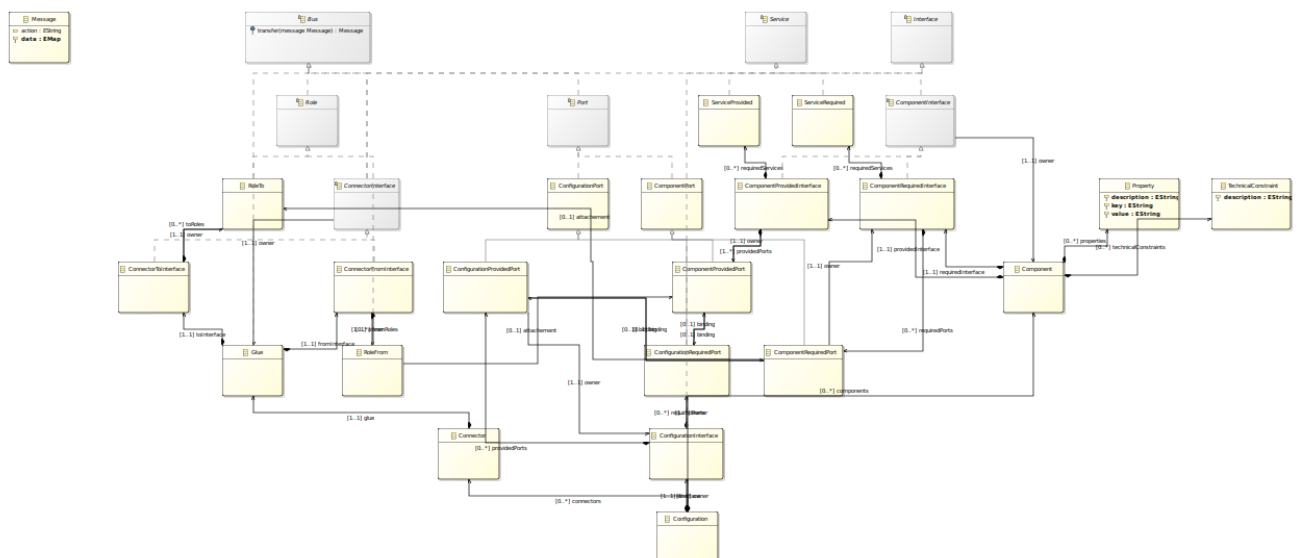 Message
action : EString
data : EMap
Bus
transfer(message Message) : Message
Service
Interface
Role
Port
ServiceProvided
ServiceRequired
ComponentInterface
[1..1] owner
[0..*] requiredServices
[0..*] requiredServices
RoleTo
ConnectorInterface
ConfigurationPort
ComponentPort
ComponentProvidedInterface
ComponentRequiredInterface
Property
description : EString
key : EString
value : EString
TechnicalConstraint
description : EString
[0..*] toRoles
[1..1] owner
[1..1] owner
[0..1] attachement
[1..1] owner
[1..*] providedPorts
[1..1] providedInterface
[0..*] properties
[0..*] technicalConstraints
ConnectorToInterface
ConnectorFromInterface
ConfigurationProvidedPort
ComponentProvidedPort
[1..1] owner
[1..1] requiredInterface
Component
[1..1] toInterface
[1..1] fromInterface
[0..1] attachement
[0..1] binding
[0..1] binding
[0..*] requiredPorts
Glue
RoleFrom
ConfigurationRequiredPort
ComponentRequiredPort
[1..1] owner
[0..*] components
[1..1] glue
Connector
[0..*] providedPorts
ConfigurationInterface
[0..*] connectors
Configuration